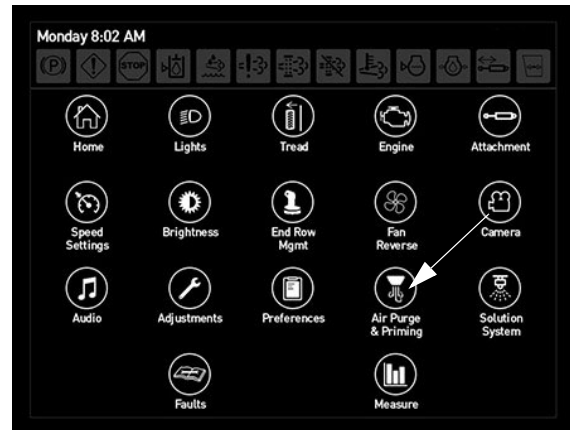 Monday 8:02 AM
(P) STOP
Home Lights Tread Engine Attachment
Speed Settings Brightness End Row Mgmt Fan Reverse Camera
Audio Adjustments Preferences Air Purge & Priming Solution System
Faults Measure